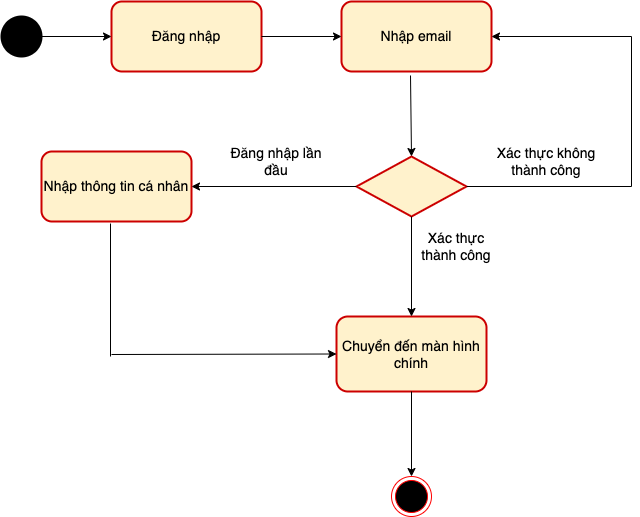 Đăng nhập
Nhập email
Đăng nhập lần
đầu
Xác thực không
thành công
Nhập thông tin cá nhân
Xác thực
thành công
Chuyển đến màn hình
chính